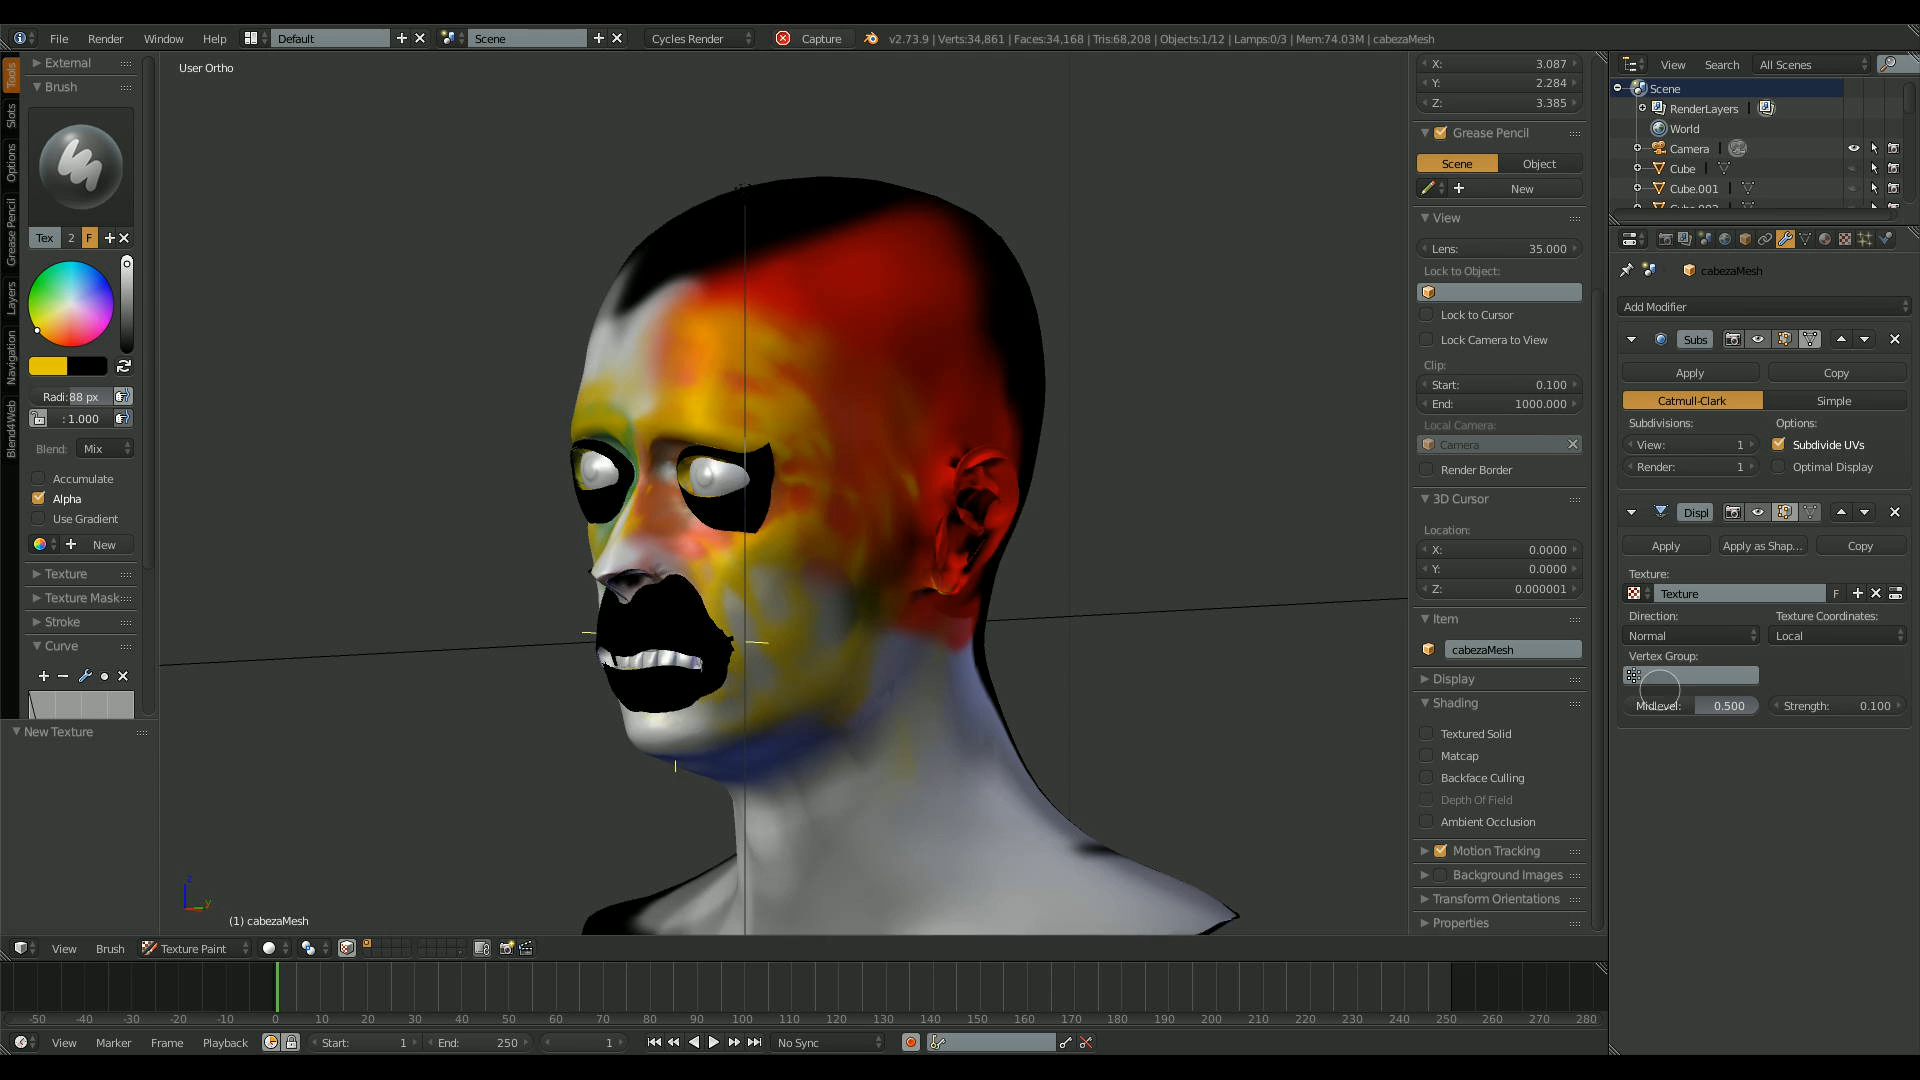 File Render Window Help Default Scene Cycles Render Capture v2.73.9 | Verts:34,861 | Faces:34,168 | Tris:68,208 | Objects:1/12 | Lamps:0/3 | Mem:74.03M | cabezaMesh
Tools
Slots
Options
Grease Pencil
Layers
Navigation
Blend4Web
External
Brush
Tex 2 F
Radi:88 px
: 1.000
Blend: Mix
Accumulate
Alpha
Use Gradient
New
Texture
Texture Mask
Stroke
Curve
New Texture
User Ortho
z
y
(1) cabezaMesh
X: 3.087
Y: 2.284
Z: 3.385
Grease Pencil
Scene Object
New
View
Lens: 35.000
Lock to Object:
Lock to Cursor
Lock Camera to View
Clip:
Start: 0.100
End: 1000.000
Local Camera:
Camera
Render Border
3D Cursor
Location:
X: 0.0000
Y: 0.0000
Z: 0.000001
Item
cabezaMesh
Display
Shading
Textured Solid
Matcap
Backface Culling
Depth Of Field
Ambient Occlusion
Motion Tracking
Background Images
Transform Orientations
Properties
View Search All Scenes
Scene
RenderLayers
World
Camera
Cube
Cube.001
cabezaMesh
Add Modifier
Subs
Apply Copy
Catmull-Clark Simple
Subdivisions: Options:
View: 1 Subdivide UVs
Render: 1 Optimal Display
Displ
Apply Apply as Shap... Copy
Texture:
Texture F
Direction: Texture Coordinates:
Normal Local
Vertex Group:
Midlevel: 0.500 Strength: 0.100
View Brush Texture Paint
-50 -40 -30 -20 -10 0 10 20 30 40 50 60 70 80 90 100 110 120 130 140 150 160 170 180 190 200 210 220 230 240 250 260 270 280
View Marker Frame Playback Start: 1 End: 250 1 No Sync